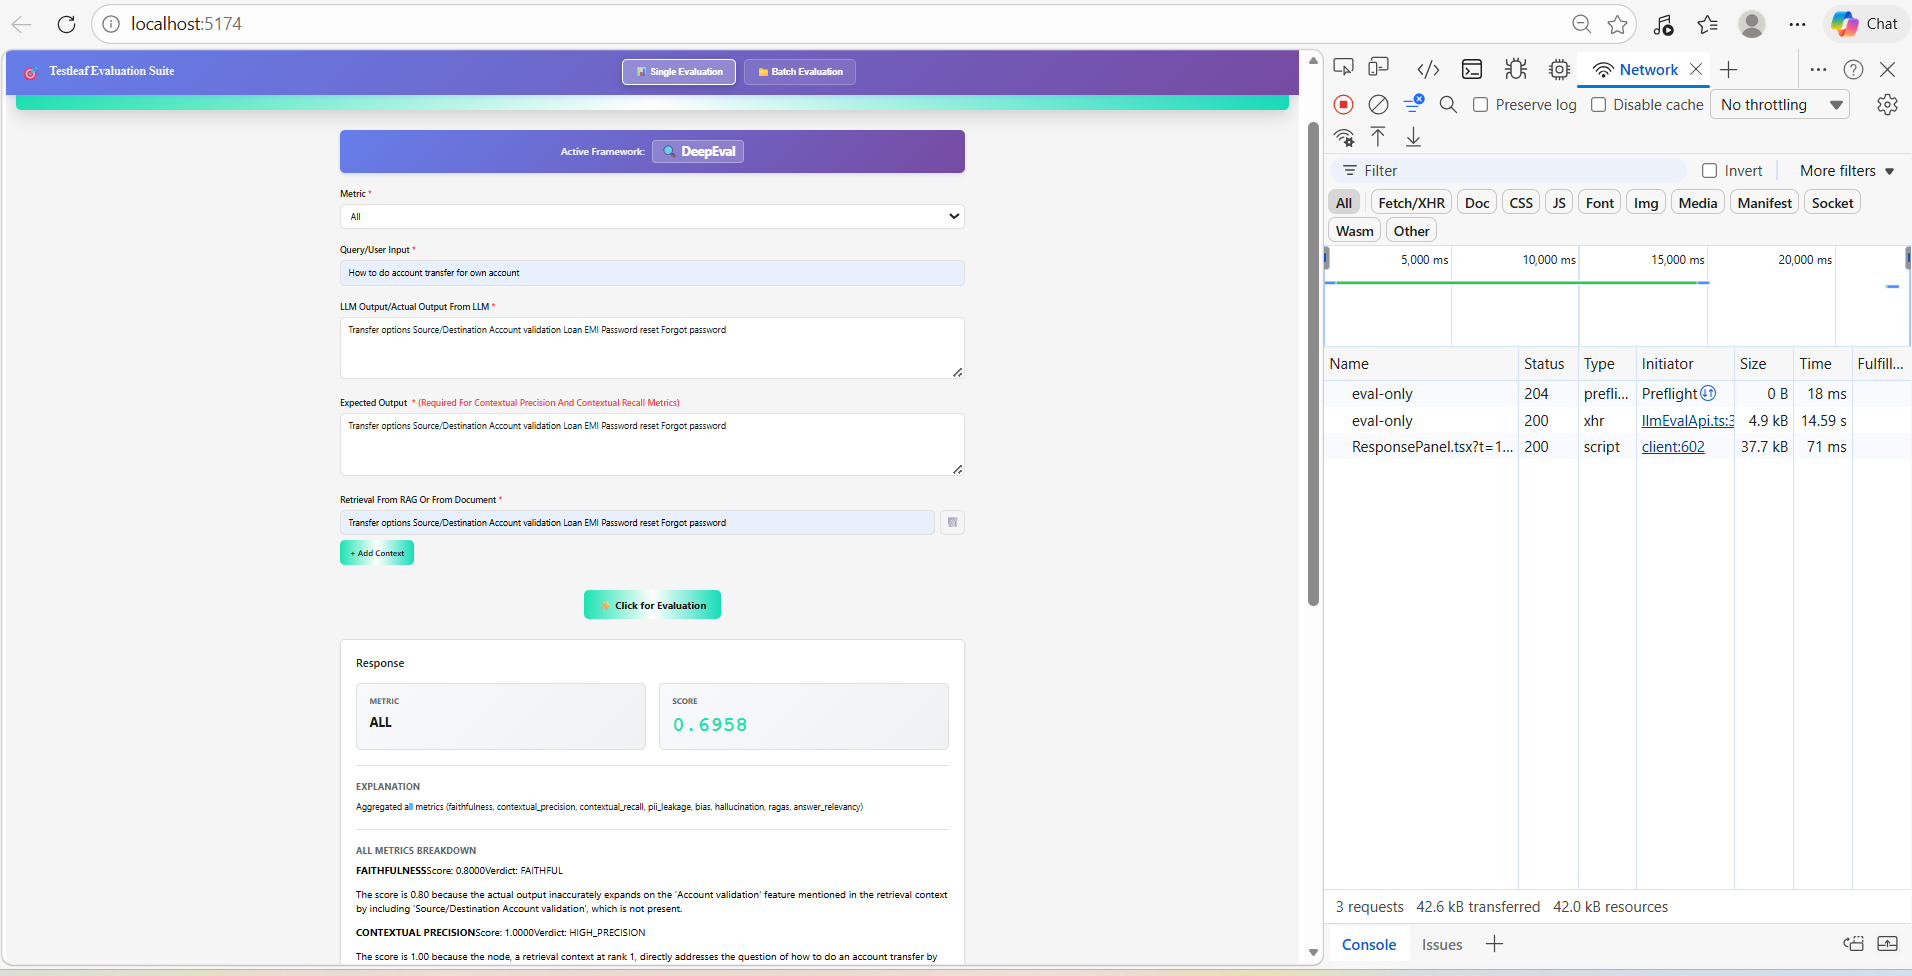 localhost:5174
Chat
Testleaf Evaluation Suite
Single Evaluation
Batch Evaluation
Active Framework: DeepEval
Metric *
All
Query/User Input *
How to do account transfer for own account
LLM Output/Actual Output From LLM *
Transfer options Source/Destination Account validation Loan EMI Password reset Forgot password
Expected Output * (Required For Contextual Precision And Contextual Recall Metrics)
Transfer options Source/Destination Account validation Loan EMI Password reset Forgot password
Retrieval From RAG Or From Document *
Transfer options Source/Destination Account validation Loan EMI Password reset Forgot password
+ Add Context
Click for Evaluation
Response
METRIC
ALL
SCORE
0.6958
EXPLANATION
Aggregated all metrics (faithfulness, contextual_precision, contextual_recall, pii_leakage, bias, hallucination, ragas, answer_relevancy)
ALL METRICS BREAKDOWN
FAITHFULNESSScore: 0.8000Verdict: FAITHFUL
The score is 0.80 because the actual output inaccurately expands on the 'Account validation' feature mentioned in the retrieval context
by including 'Source/Destination Account validation', which is not present.
CONTEXTUAL PRECISIONScore: 1.0000Verdict: HIGH_PRECISION
The score is 1.00 because the node, a retrieval context at rank 1, directly addresses the question of how to do an account transfer by
Network
Preserve log
Disable cache
No throttling
Filter
Invert
More filters
All Fetch/XHR Doc CSS JS Font Img Media Manifest Socket
Wasm Other
5,000 ms 10,000 ms 15,000 ms 20,000 ms
Name Status Type Initiator Size Time Fulfill...
eval-only 204 prefli... Preflight 0 B 18 ms
eval-only 200 xhr llmEvalApi.ts:3 4.9 kB 14.59 s
ResponsePanel.tsx?t=1... 200 script client:602 37.7 kB 71 ms
3 requests 42.6 kB transferred 42.0 kB resources
Console Issues